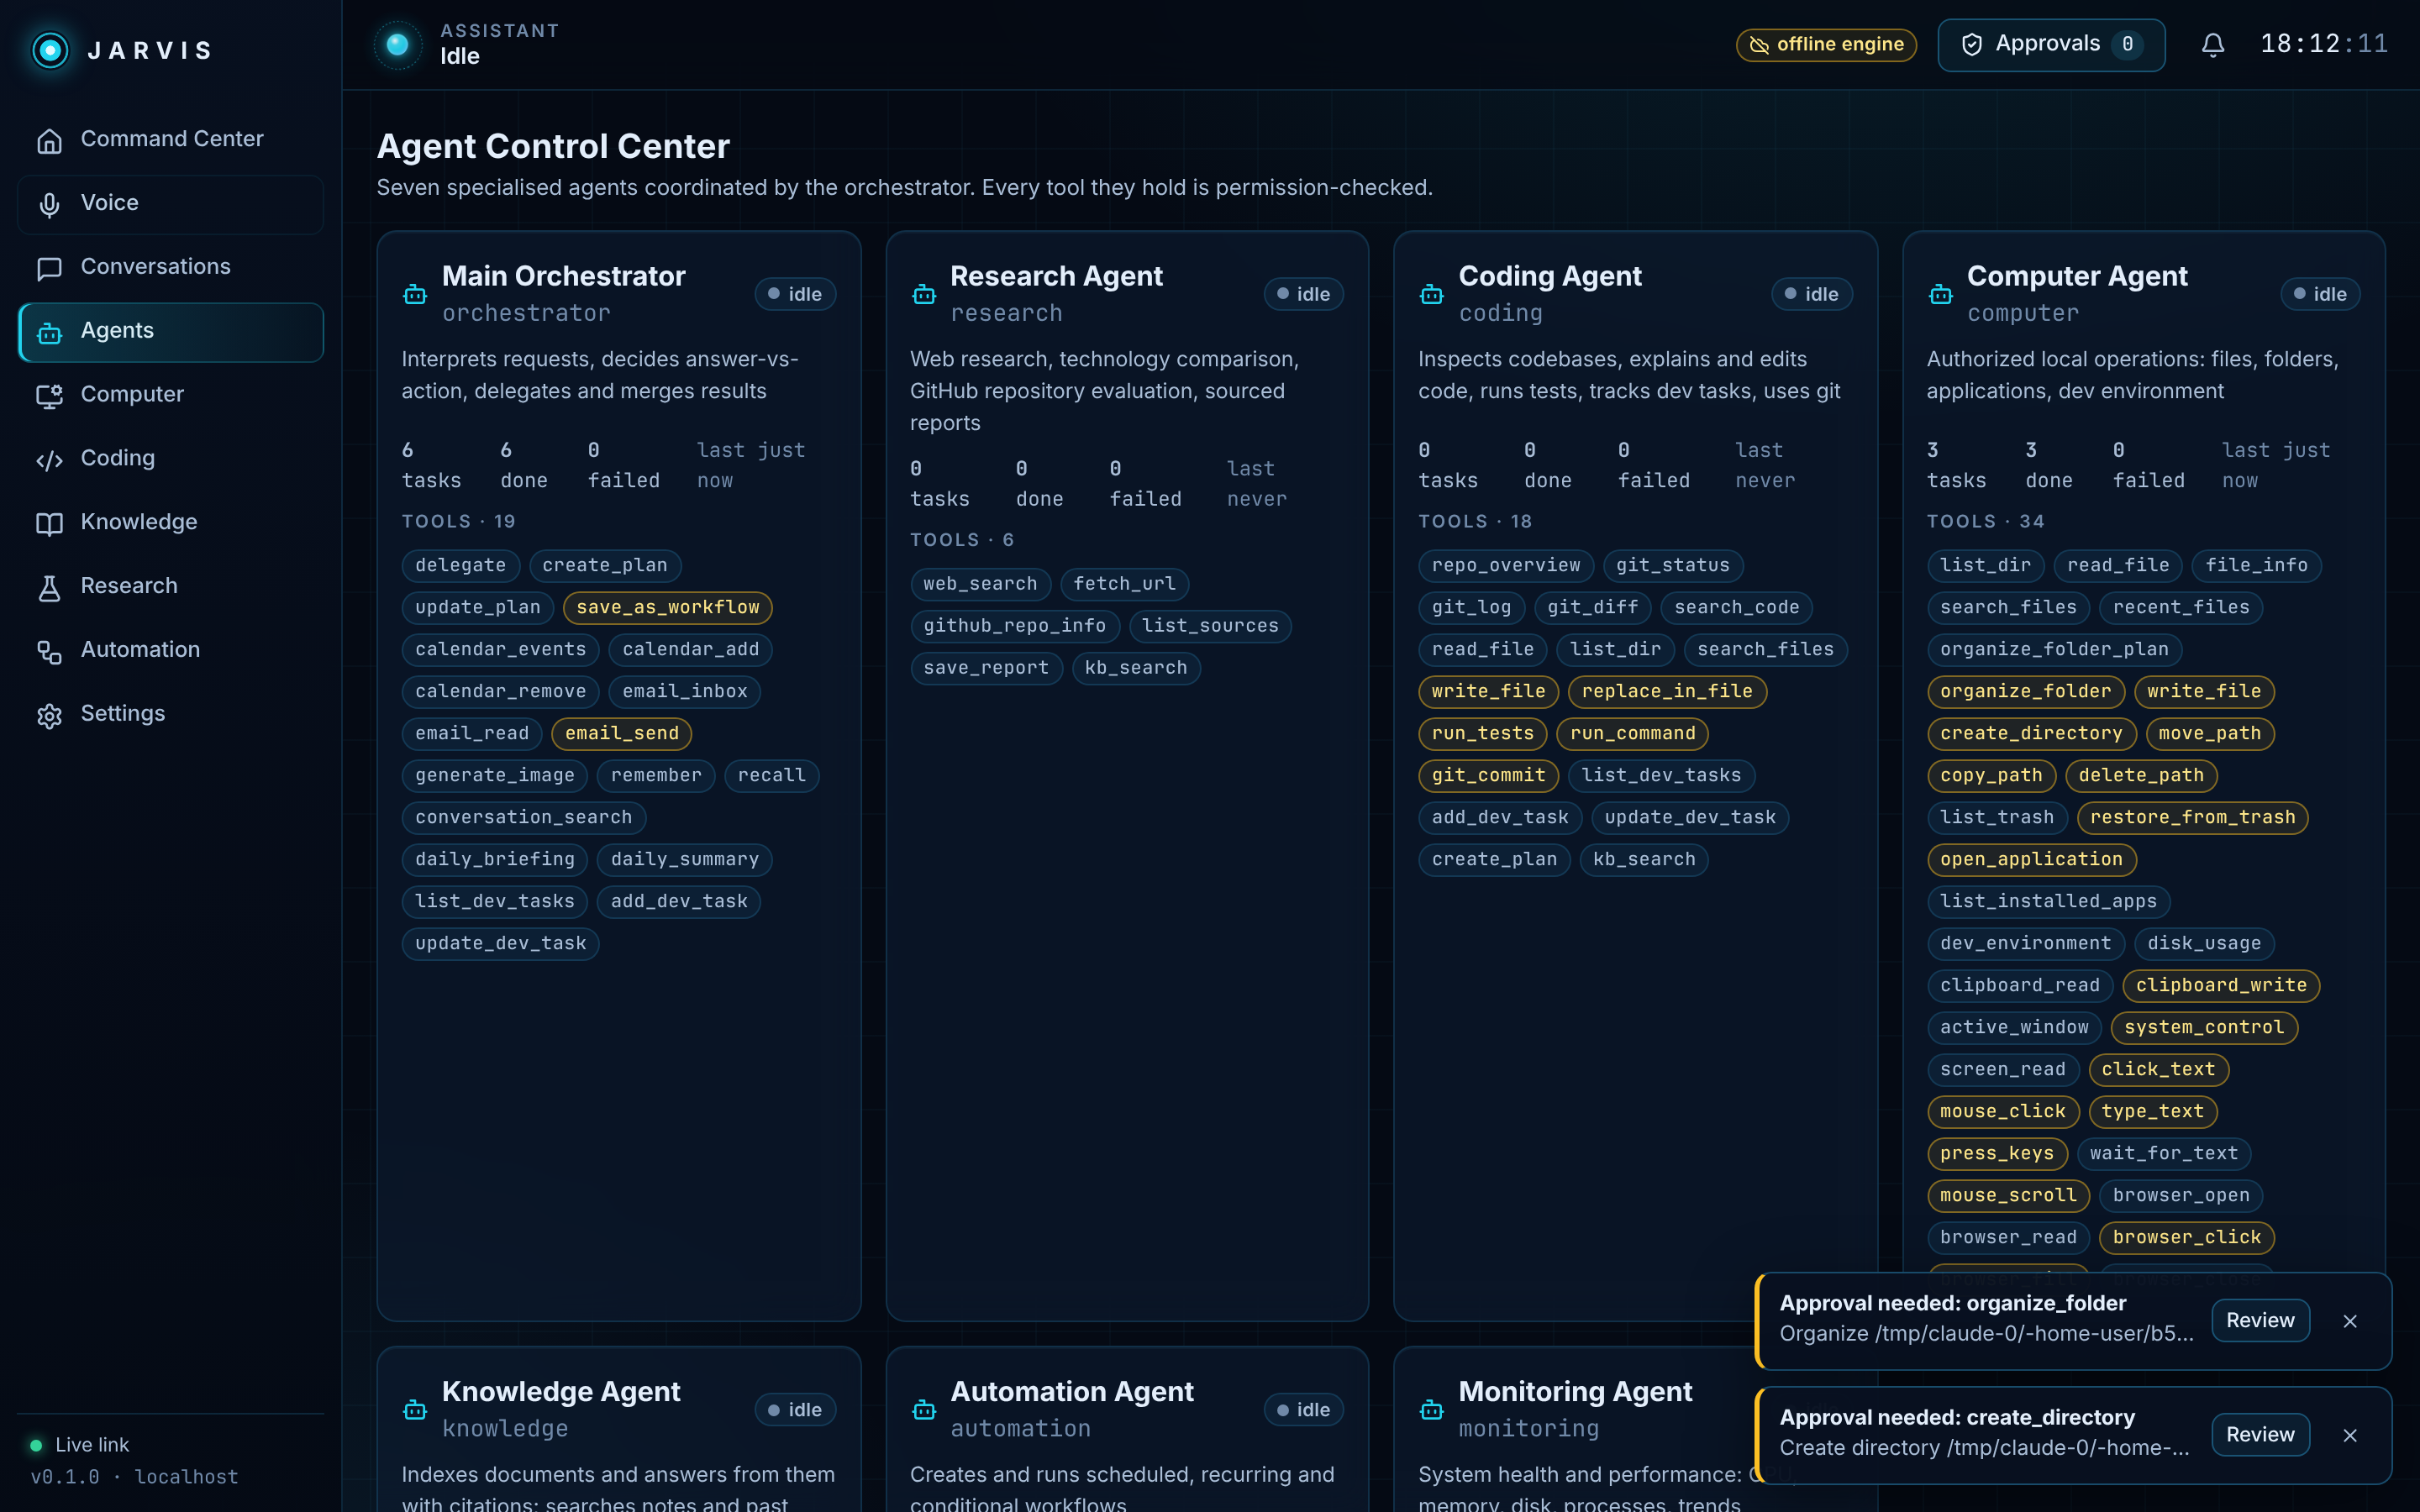 JARVIS
Command Center
Voice
Conversations
Agents
Computer
Coding
Knowledge
Research
Automation
Settings
Live link
v0.1.0 · localhost
ASSISTANT
Idle
offline engine
Approvals 0
18:12:11
Agent Control Center
Seven specialised agents coordinated by the orchestrator. Every tool they hold is permission-checked.
Main Orchestrator
orchestrator
idle
Interprets requests, decides answer-vs-
action, delegates and merges results
6 6 0 last just
tasks done failed now
TOOLS · 19
delegate create_plan
update_plan save_as_workflow
calendar_events calendar_add
calendar_remove email_inbox
email_read email_send
generate_image remember recall
conversation_search
daily_briefing daily_summary
list_dev_tasks add_dev_task
update_dev_task
Research Agent
research
idle
Web research, technology comparison,
GitHub repository evaluation, sourced
reports
0 0 0 last
tasks done failed never
TOOLS · 6
web_search fetch_url
github_repo_info list_sources
save_report kb_search
Coding Agent
coding
idle
Inspects codebases, explains and edits
code, runs tests, tracks dev tasks, uses git
0 0 0 last
tasks done failed never
TOOLS · 18
repo_overview git_status
git_log git_diff search_code
read_file list_dir search_files
write_file replace_in_file
run_tests run_command
git_commit list_dev_tasks
add_dev_task update_dev_task
create_plan kb_search
Computer Agent
computer
idle
Authorized local operations: files, folders,
applications, dev environment
3 3 0 last just
tasks done failed now
TOOLS · 34
list_dir read_file file_info
search_files recent_files
organize_folder_plan
organize_folder write_file
create_directory move_path
copy_path delete_path
list_trash restore_from_trash
open_application
list_installed_apps
dev_environment disk_usage
clipboard_read clipboard_write
active_window system_control
screen_read click_text
mouse_click type_text
press_keys wait_for_text
mouse_scroll browser_open
browser_read browser_click
browser_fill browser_close
Knowledge Agent
knowledge
idle
Indexes documents and answers from them
with citations; searches notes and past
Automation Agent
automation
idle
Creates and runs scheduled, recurring and
conditional workflows
Monitoring Agent
monitoring
System health and performance: CPU,
memory, disk, processes, trends
Approval needed: organize_folder
Organize /tmp/claude-0/-home-user/b5...
Review
Approval needed: create_directory
Create directory /tmp/claude-0/-home-...
Review